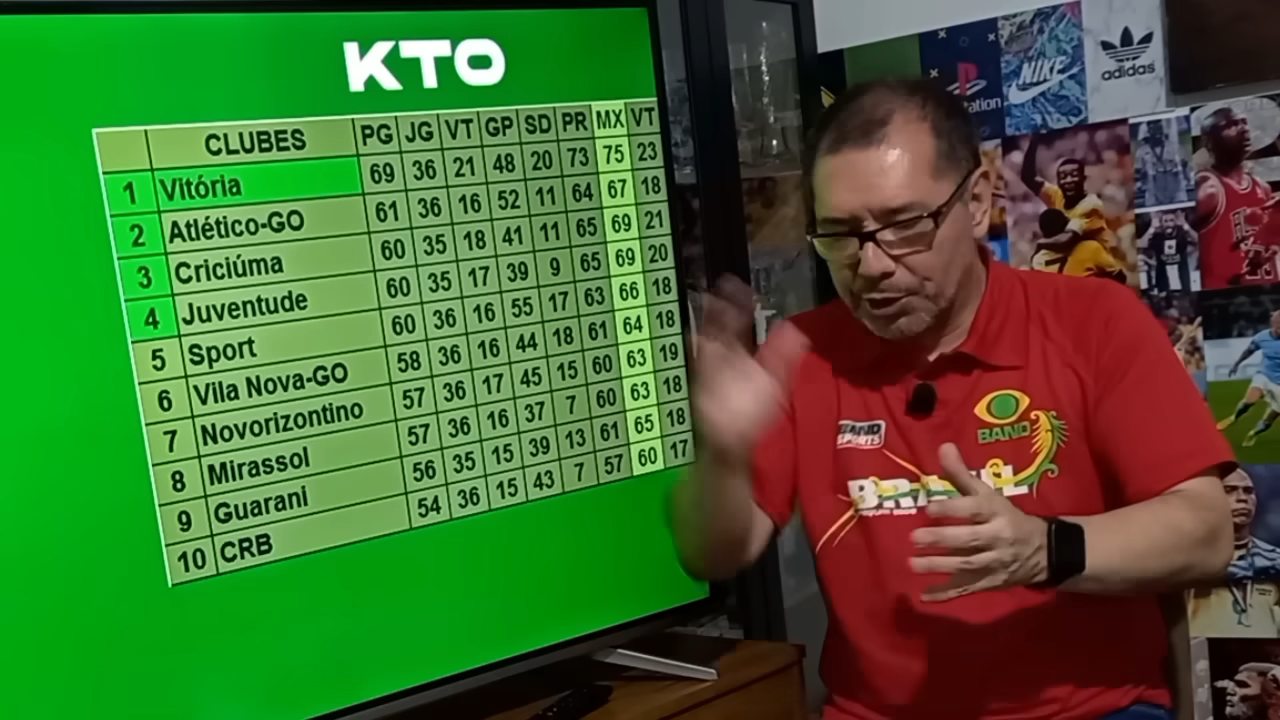 KTO
CLUBES PG JG VT GP SD PR MX VT
1 Vitória 69 36 21 48 20 73 75 23
2 Atlético-GO 61 36 16 52 11 64 67 18
3 Criciúma 60 35 18 41 11 65 69 21
4 Juventude 60 35 17 39 9 65 69 20
5 Sport 60 36 16 55 17 63 66 18
6 Vila Nova-GO 58 36 16 44 18 61 64 18
7 Novorizontino 57 36 17 45 15 60 63 19
8 Mirassol 57 36 16 37 7 60 63 18
9 Guarani 56 35 15 39 13 61 65 18
10 CRB 54 36 15 43 7 57 60 17
NIKE
adidas
BAND
SPORTS
BAND